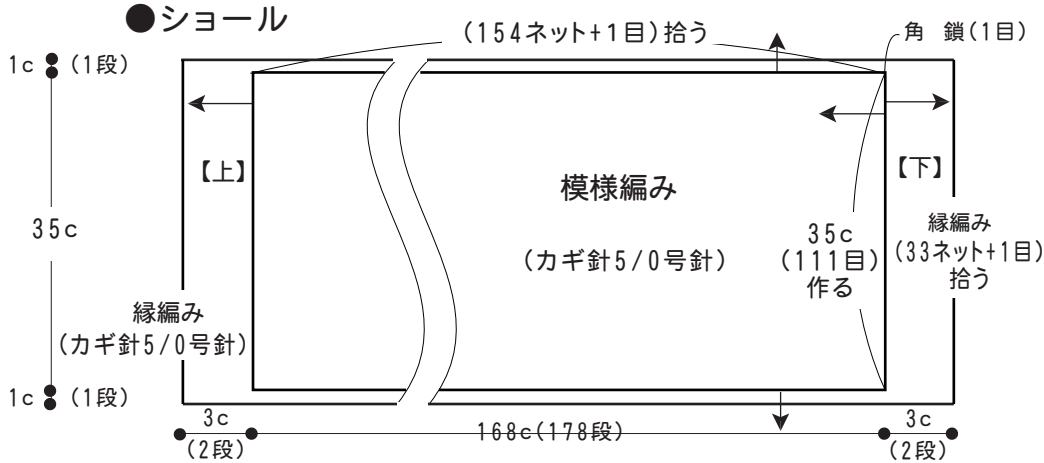 ●ショール
(154ネット+1目)拾う
角 鎖(1目)
1c (1段)
【上】
【下】
模様編み
35c
(カギ針5/0号針)
35c
(111目)
作る
縁編み
(33ネット+1目)
拾う
縁編み
(カギ針5/0号針)
1c (1段)
3c
(2段)
168c(178段)
3c
(2段)